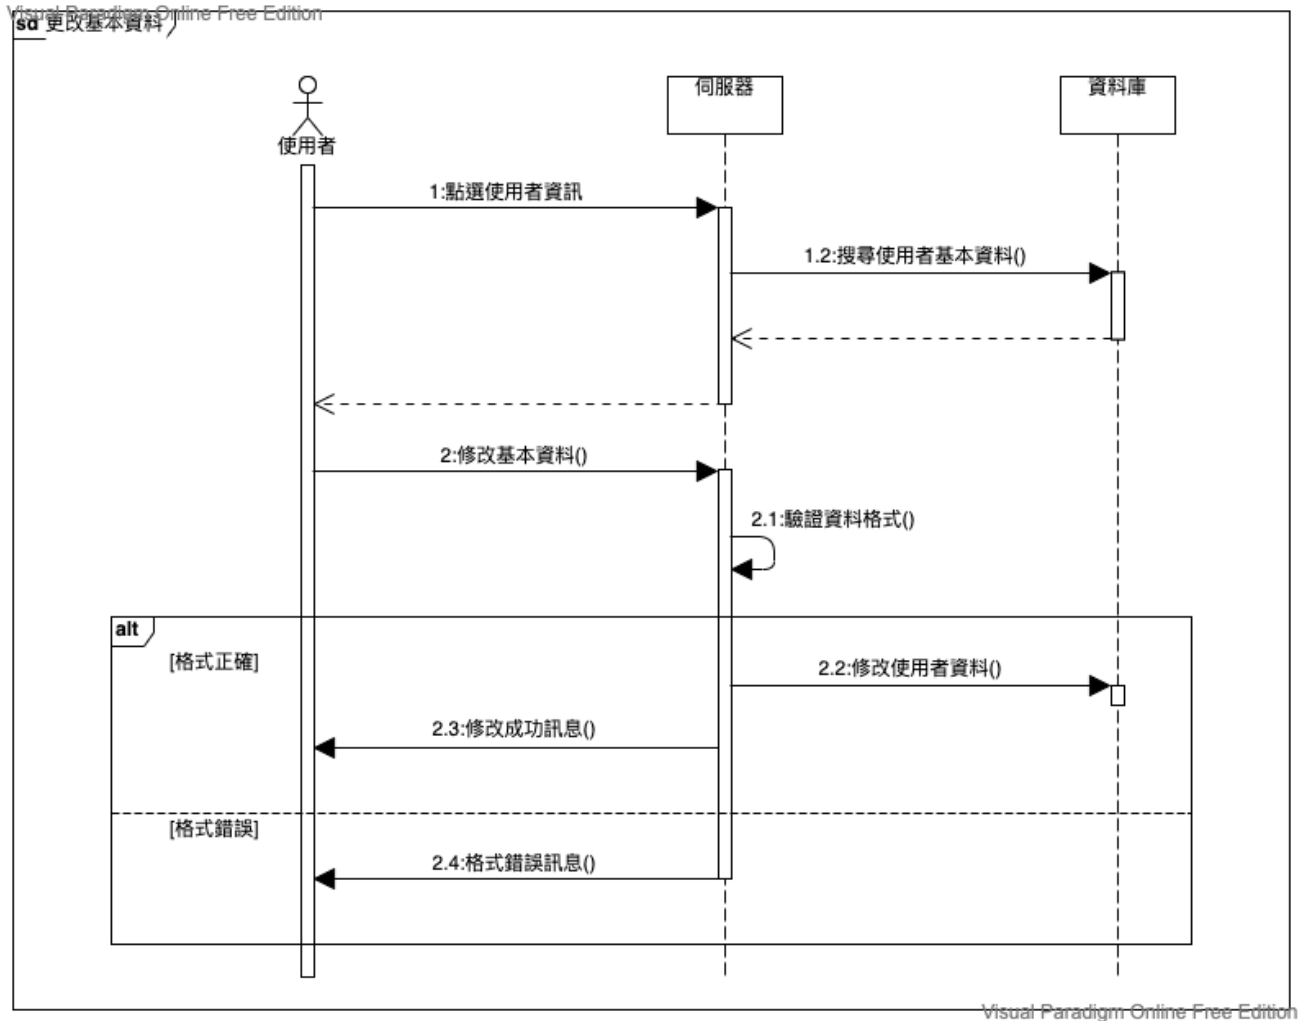 Visual Paradigm Online Free Edition
sd 更改基本資料
伺服器
資料庫
使用者
1:點選使用者資訊
1.2:搜尋使用者基本資料()
2:修改基本資料()
2.1:驗證資料格式()
alt
[格式正確]
2.2:修改使用者資料()
2.3:修改成功訊息()
[格式錯誤]
2.4:格式錯誤訊息()
Visual Paradigm Online Free Edition